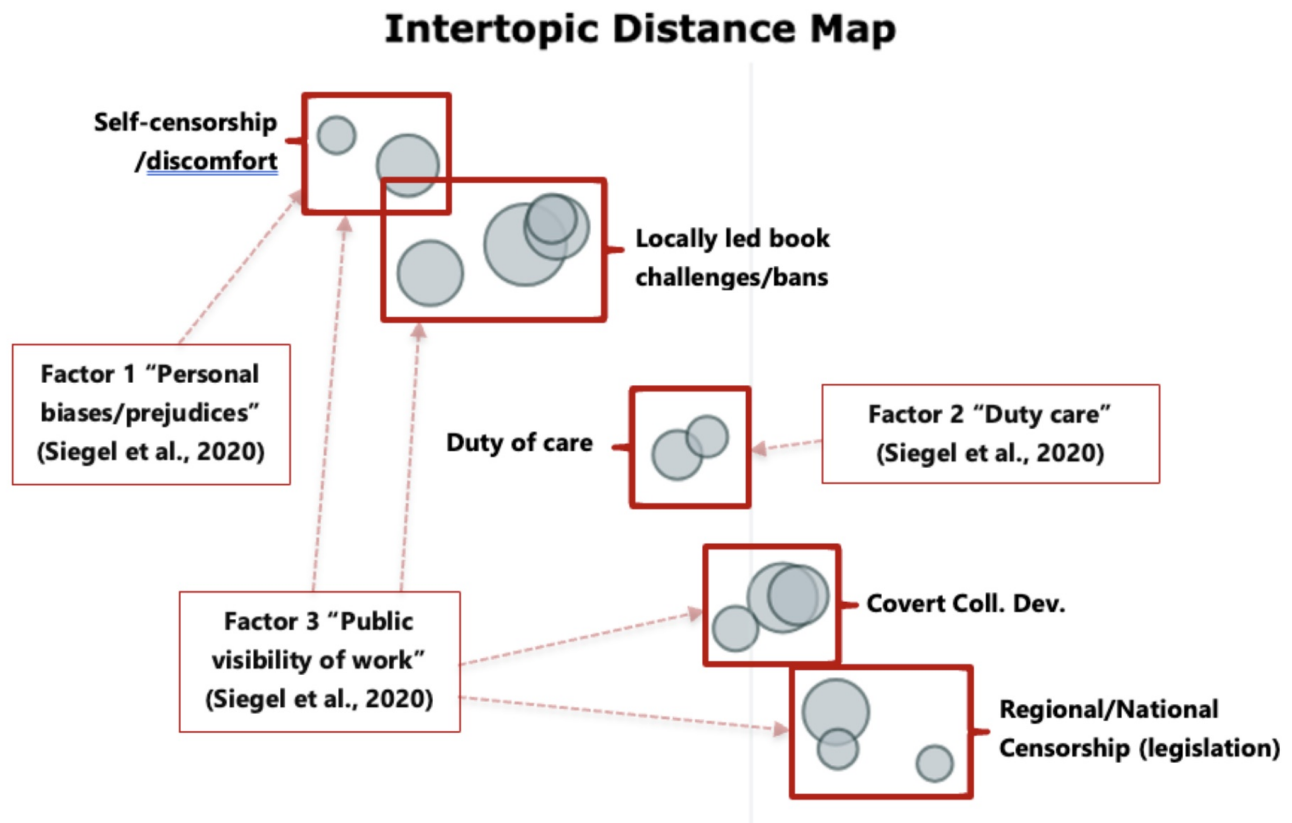 Intertopic Distance Map
Self-censorship
/discomfort
Locally led book
challenges/bans
Factor 1 “Personal
biases/prejudices”
(Siegel et al., 2020)
Duty of care
Factor 2 “Duty care”
(Siegel et al., 2020)
Factor 3 “Public
visibility of work”
(Siegel et al., 2020)
Covert Coll. Dev.
Regional/National
Censorship (legislation)